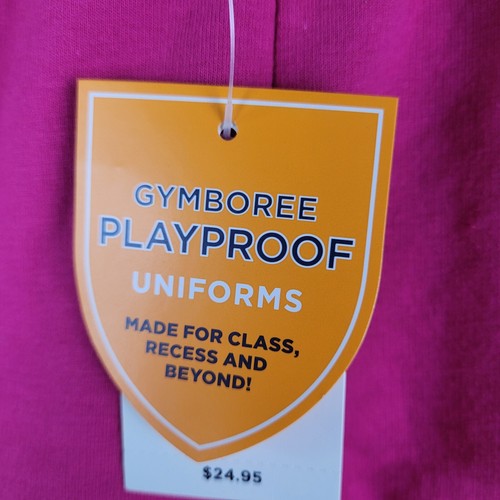 GYMBOREE
PLAYPROOF
UNIFORMS
MADE FOR CLASS,
RECESS AND
BEYOND!
$24.95